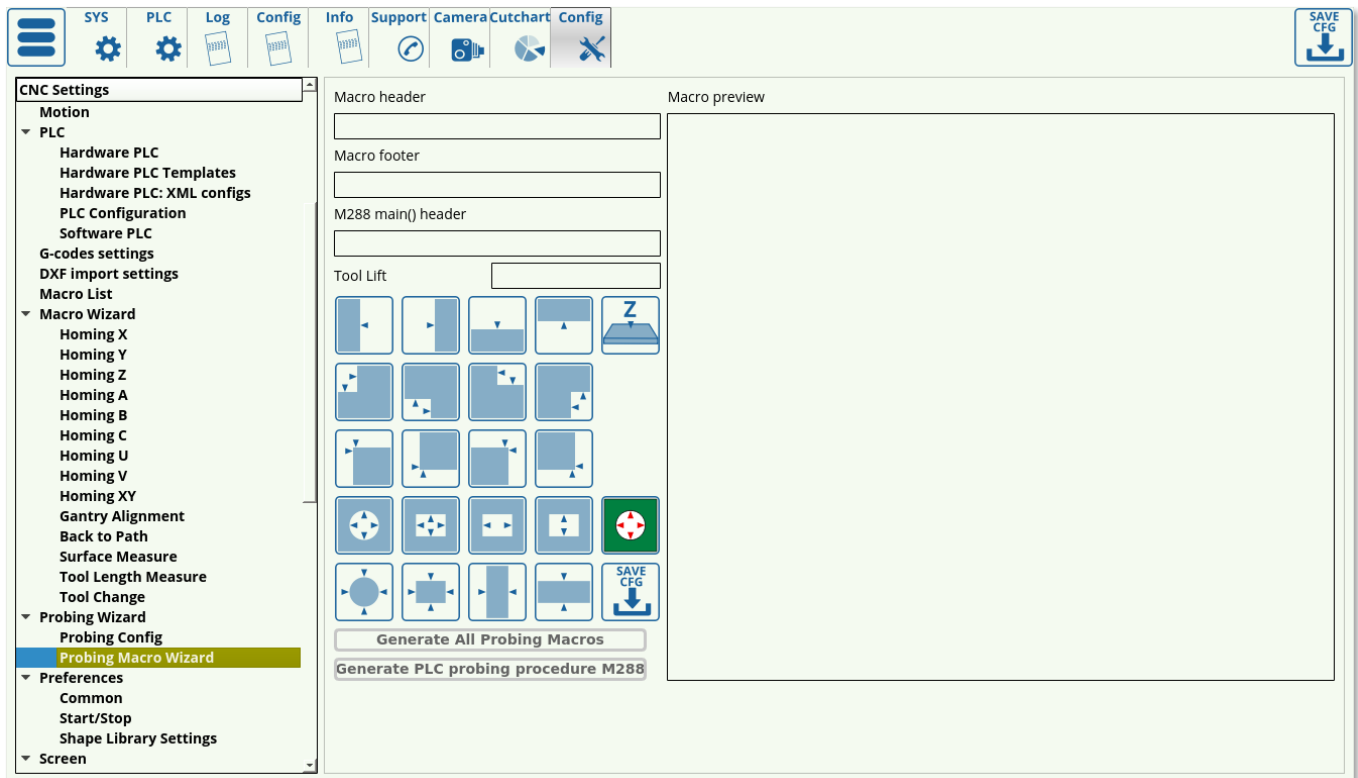 SYS PLC Log Config Info Support Camera Cutchart Config
SAVE
CFG
CNC Settings
Motion
PLC
Hardware PLC
Hardware PLC Templates
Hardware PLC: XML configs
PLC Configuration
Software PLC
G-codes settings
DXF import settings
Macro List
Macro Wizard
Homing X
Homing Y
Homing Z
Homing A
Homing B
Homing C
Homing U
Homing V
Homing XY
Gantry Alignment
Back to Path
Surface Measure
Tool Length Measure
Tool Change
Probing Wizard
Probing Config
Probing Macro Wizard
Preferences
Common
Start/Stop
Shape Library Settings
Screen
Macro header
Macro footer
M288 main() header
Tool Lift
Z
SAVE
CFG
Generate All Probing Macros
Generate PLC probing procedure M288
Macro preview